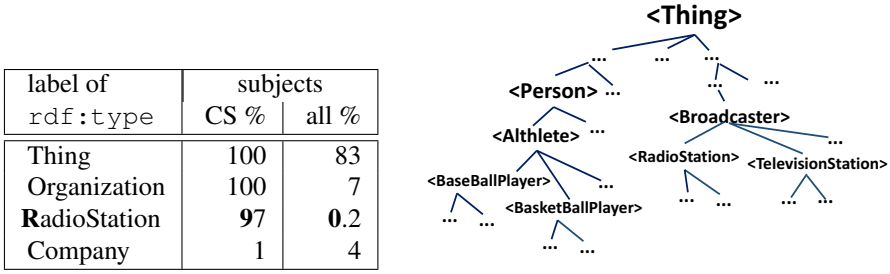 label of subjects
rdf:type CS % all %
Thing 100 83
Organization 100 7
RadioStation 97 0.2
Company 1 4
<Thing>
... ... ...
<Person> ... ... ...
<Althlete> ... <Broadcaster>
<RadioStation> <TelevisionStation> ...
<BaseBallPlayer> ...
... ... <BasketBallPlayer> ... ... ... ...
... ...